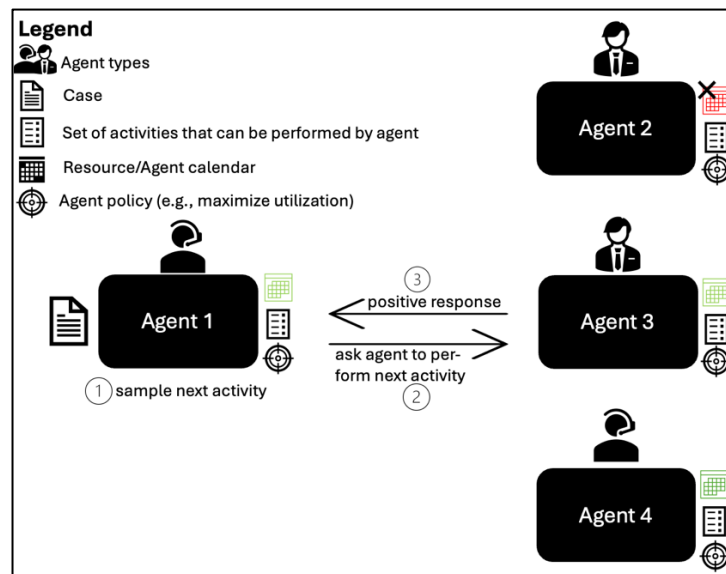 Legend
Agent types
Case
Set of activities that can be performed by agent
Resource/Agent calendar
Agent policy (e.g., maximize utilization)
Agent 2
Agent 1
3
positive response
Agent 3
ask agent to per-
form next activity
1 sample next activity
2
Agent 4